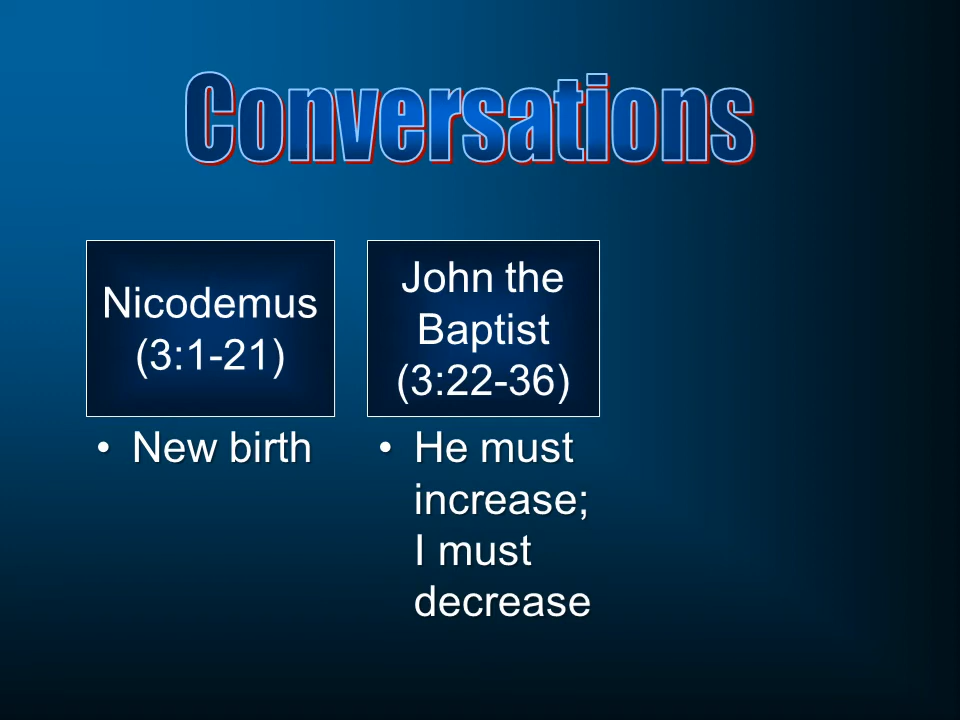 Conversations
Nicodemus
(3:1-21)
• New birth
John the
Baptist
(3:22-36)
• He must
increase;
I must
decrease